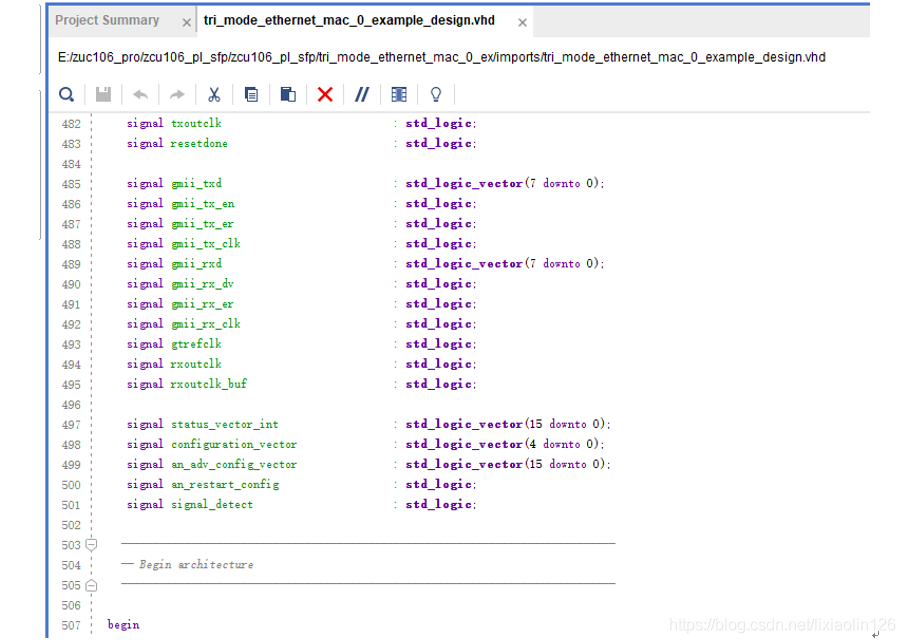 Project Summary × tri_mode_ethernet_mac_0_example_design.vhd ×
E:/zuc106_pro/zcu106_pl_sfp/zcu106_pl_sfp/tri_mode_ethernet_mac_0_ex/imports/tri_mode_ethernet_mac_0_example_design.vhd
482 signal txoutclk : std_logic;
483 signal resetdone : std_logic;
484
485 signal gmii_txd : std_logic_vector(7 downto 0);
486 signal gmii_tx_en : std_logic;
487 signal gmii_tx_er : std_logic;
488 signal gmii_tx_clk : std_logic;
489 signal gmii_rxd : std_logic_vector(7 downto 0);
490 signal gmii_rx_dv : std_logic;
491 signal gmii_rx_er : std_logic;
492 signal gmii_rx_clk : std_logic;
493 signal gtrefclk : std_logic;
494 signal rxoutclk : std_logic;
495 signal rxoutclk_buf : std_logic;
496
497 signal status_vector_int : std_logic_vector(15 downto 0);
498 signal configuration_vector : std_logic_vector(4 downto 0);
499 signal an_adv_config_vector : std_logic_vector(15 downto 0);
500 signal an_restart_config : std_logic;
501 signal signal_detect : std_logic;
502
503 ------------------------------------------------------------------------------
504 -- Begin architecture
505 ------------------------------------------------------------------------------
506
507 begin
https://blog.csdn.net/lixiaolin126